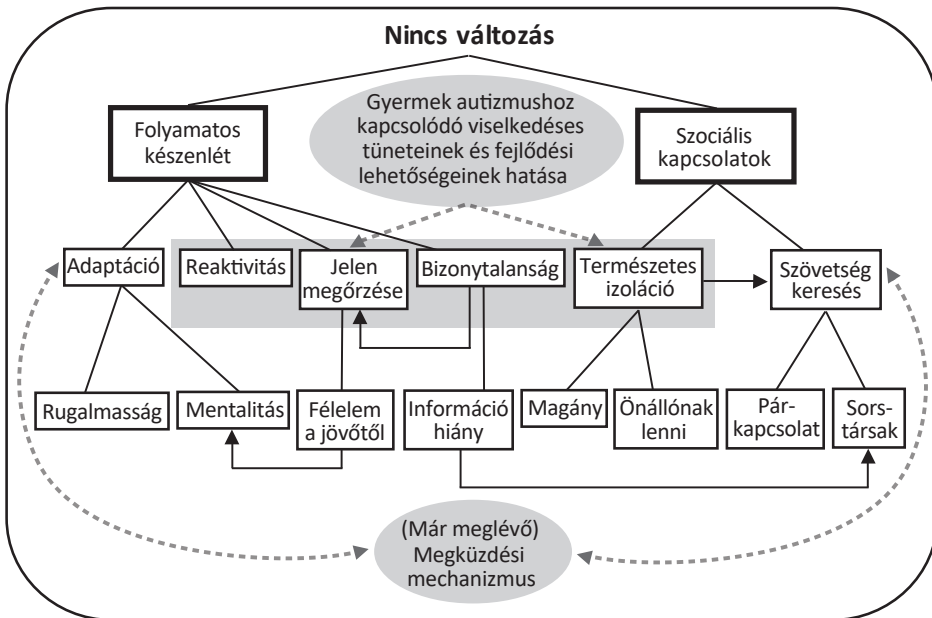 Nincs változás
Gyermek autizmushoz
kapcsolódó viselkedéses
tüneteinek és fejlődési
lehetőségeinek hatása
Folyamatos
készenlét
Szociális
kapcsolatok
Adaptáció
Reaktivitás
Jelen
megőrzése
Bizonytalanság
Természetes
izoláció
Szövetség
keresés
Rugalmasság
Mentalitás
Félelem
a jövőtől
Információ
hiány
Magány
Önállónak
lenni
Pár-
kapcsolat
Sors-
társak
(Már meglévő)
Megküzdési
mechanizmus